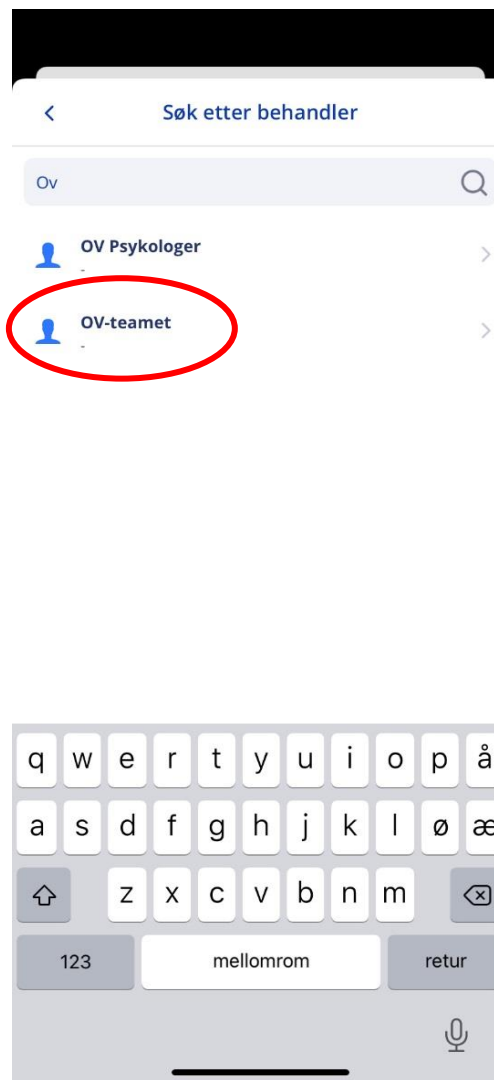 Søk etter behandler
Ov
OV Psykologer
-
OV-teamet
-
q w e r t y u i o p å
a s d f g h j k l ø æ
z x c v b n m
123 mellomrom retur